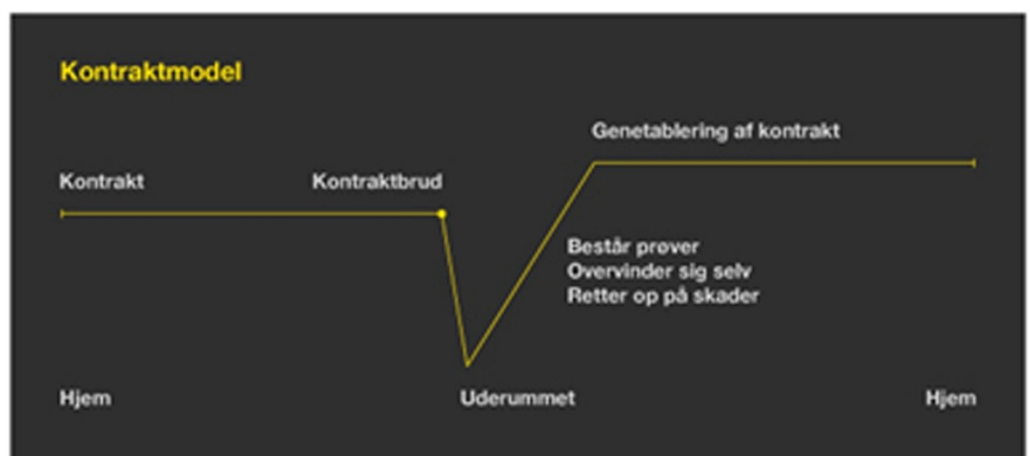 Kontraktmodel
Genetablering af kontrakt
Kontrakt
Kontraktbrud
Består prøver
Overvinder sig selv
Retter op på skader
Hjem
Uderummet
Hjem